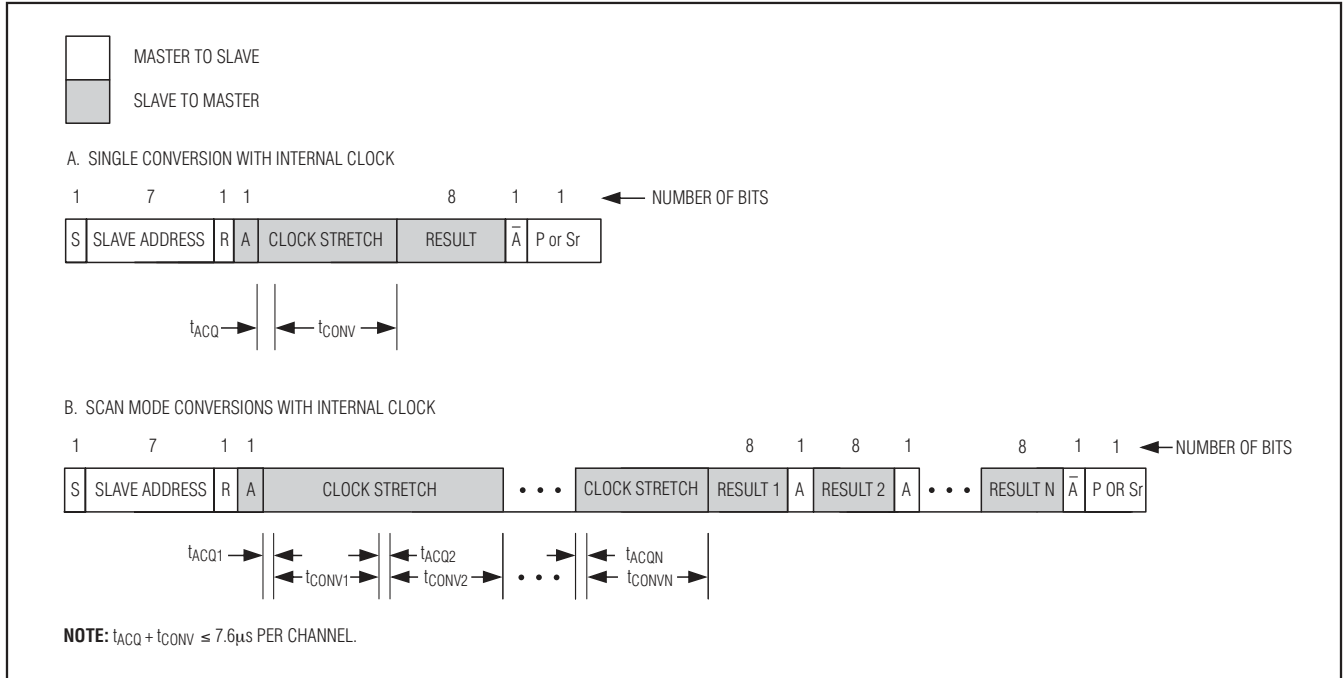 MASTER TO SLAVE
SLAVE TO MASTER
A. SINGLE CONVERSION WITH INTERNAL CLOCK
1 7 1 1 8 1 1 NUMBER OF BITS
S SLAVE ADDRESS R A CLOCK STRETCH RESULT A̅ P or Sr
tACQ tCONV
B. SCAN MODE CONVERSIONS WITH INTERNAL CLOCK
1 7 1 1 8 1 8 1 8 1 1 NUMBER OF BITS
S SLAVE ADDRESS R A CLOCK STRETCH • • • CLOCK STRETCH RESULT 1 A RESULT 2 A • • • RESULT N A̅ P OR Sr
tACQ1 tACQ2 tACQN
tCONV1 tCONV2 • • • tCONVN
NOTE: tACQ + tCONV ≤ 7.6μs PER CHANNEL.